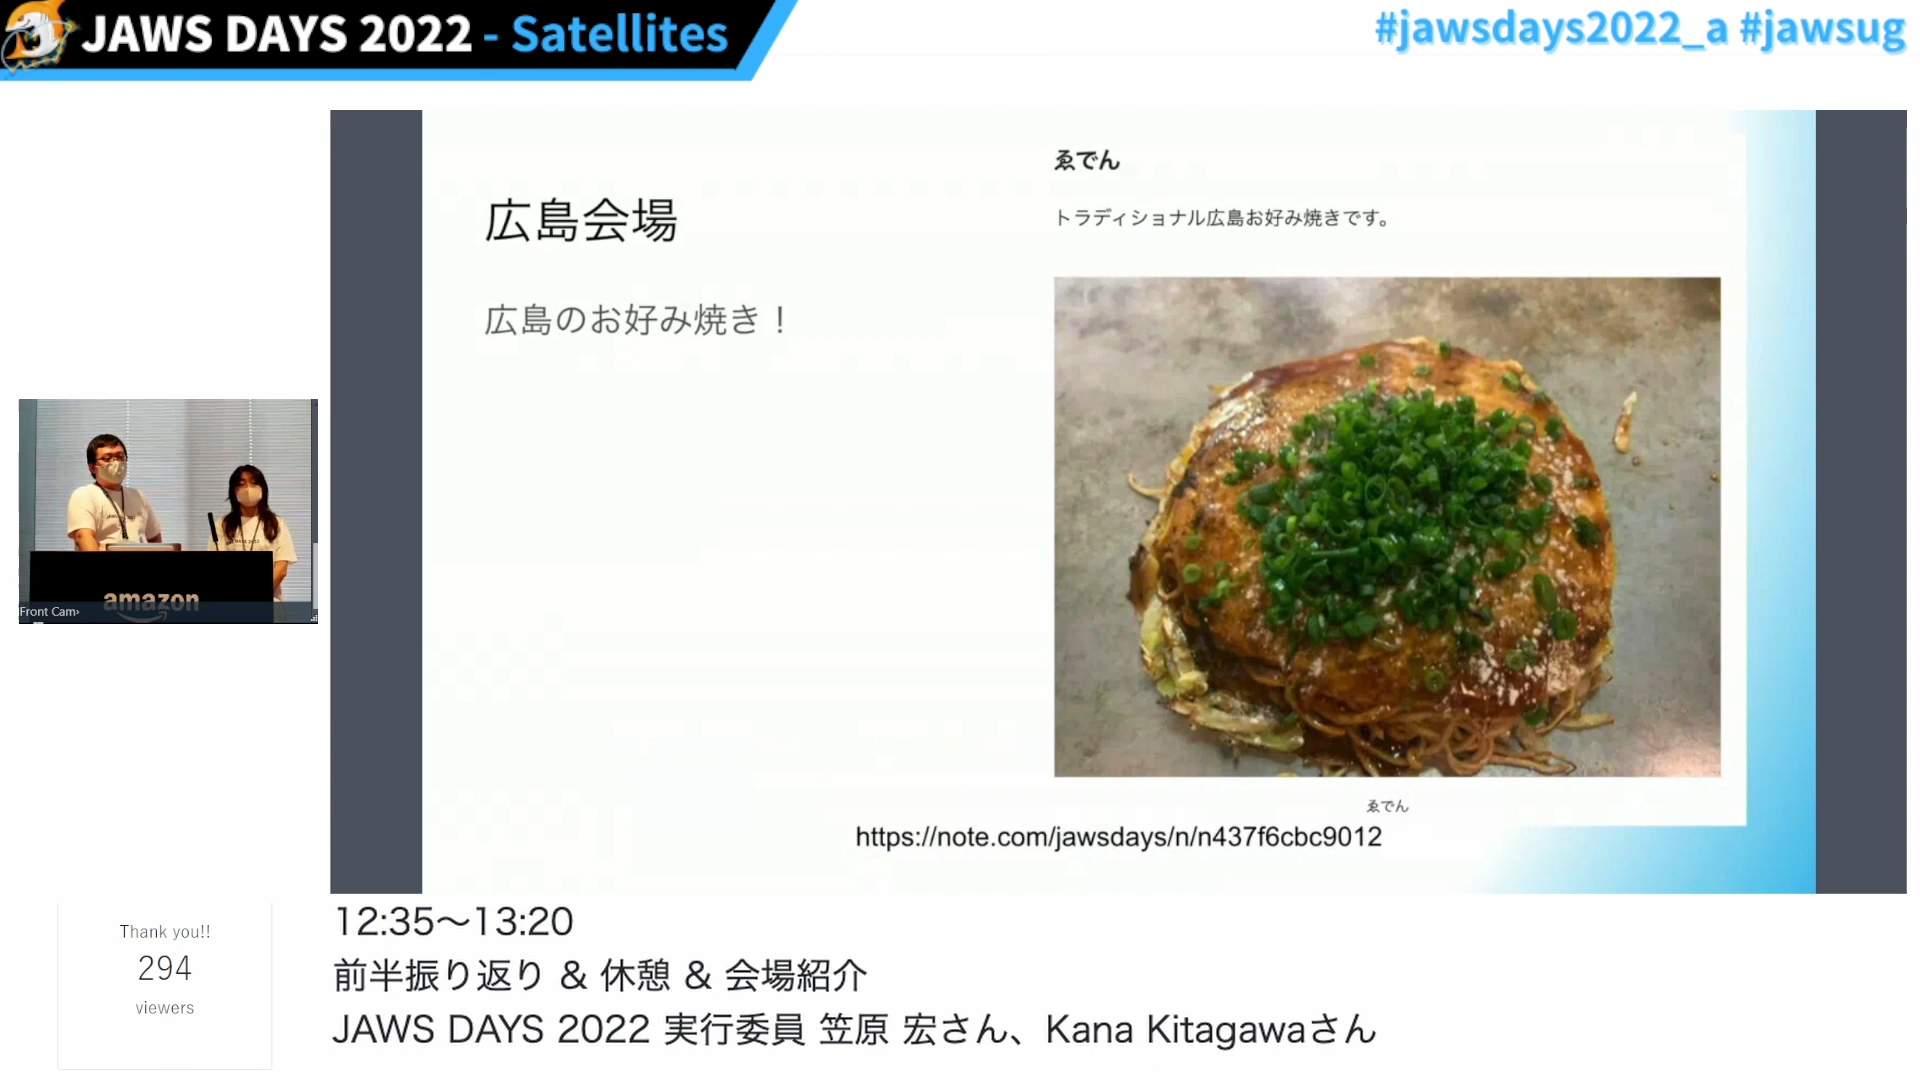 JAWS DAYS 2022 - Satellites
#jawsdays2022_a #jawsug
広島会場
広島のお好み焼き！
ゑでん
トラディショナル広島お好み焼きです。
ゑでん
https://note.com/jawsdays/n/n437f6cbc9012
amazon
Front Cam›
Thank you!!
294
viewers
12:35〜13:20
前半振り返り & 休憩 & 会場紹介
JAWS DAYS 2022 実行委員 笠原 宏さん、Kana Kitagawaさん